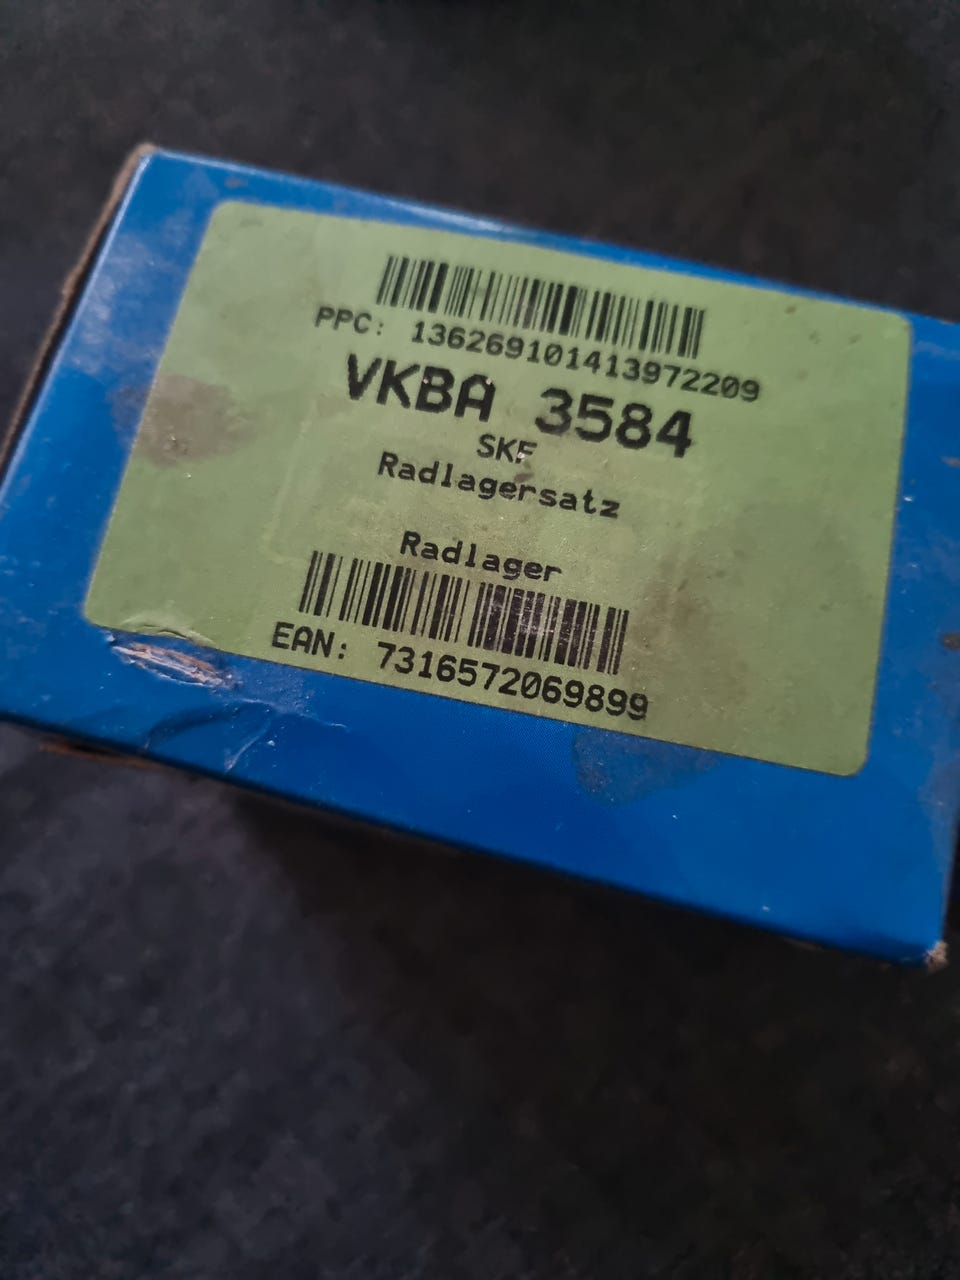 PPC: 136269101413972209
VKBA 3584
SKF
Radlagersatz
Radlager
EAN: 7316572069899